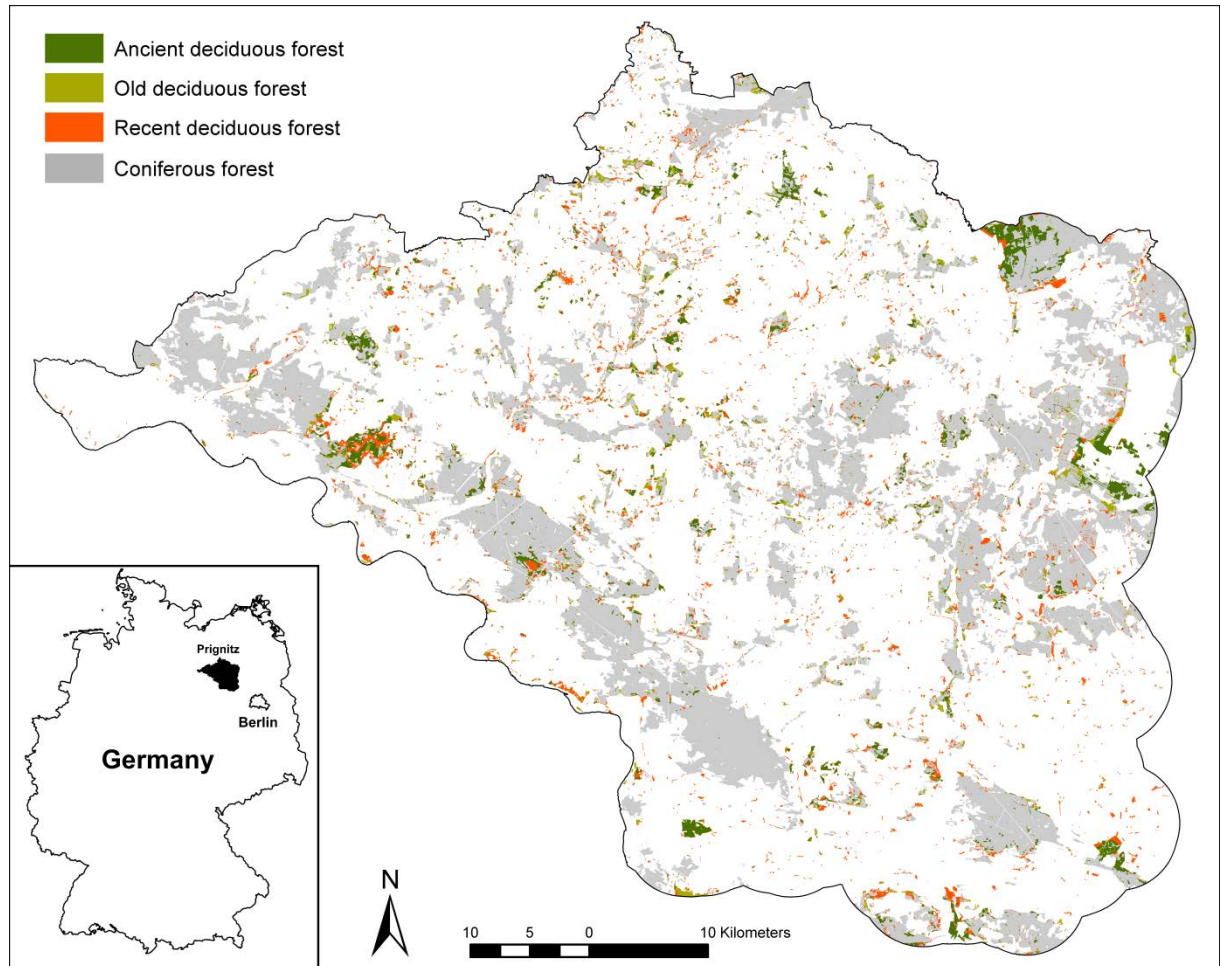 Ancient deciduous forest
Old deciduous forest
Recent deciduous forest
Coniferous forest
Prignitz
Berlin
Germany
N
10 5 0 10 Kilometers